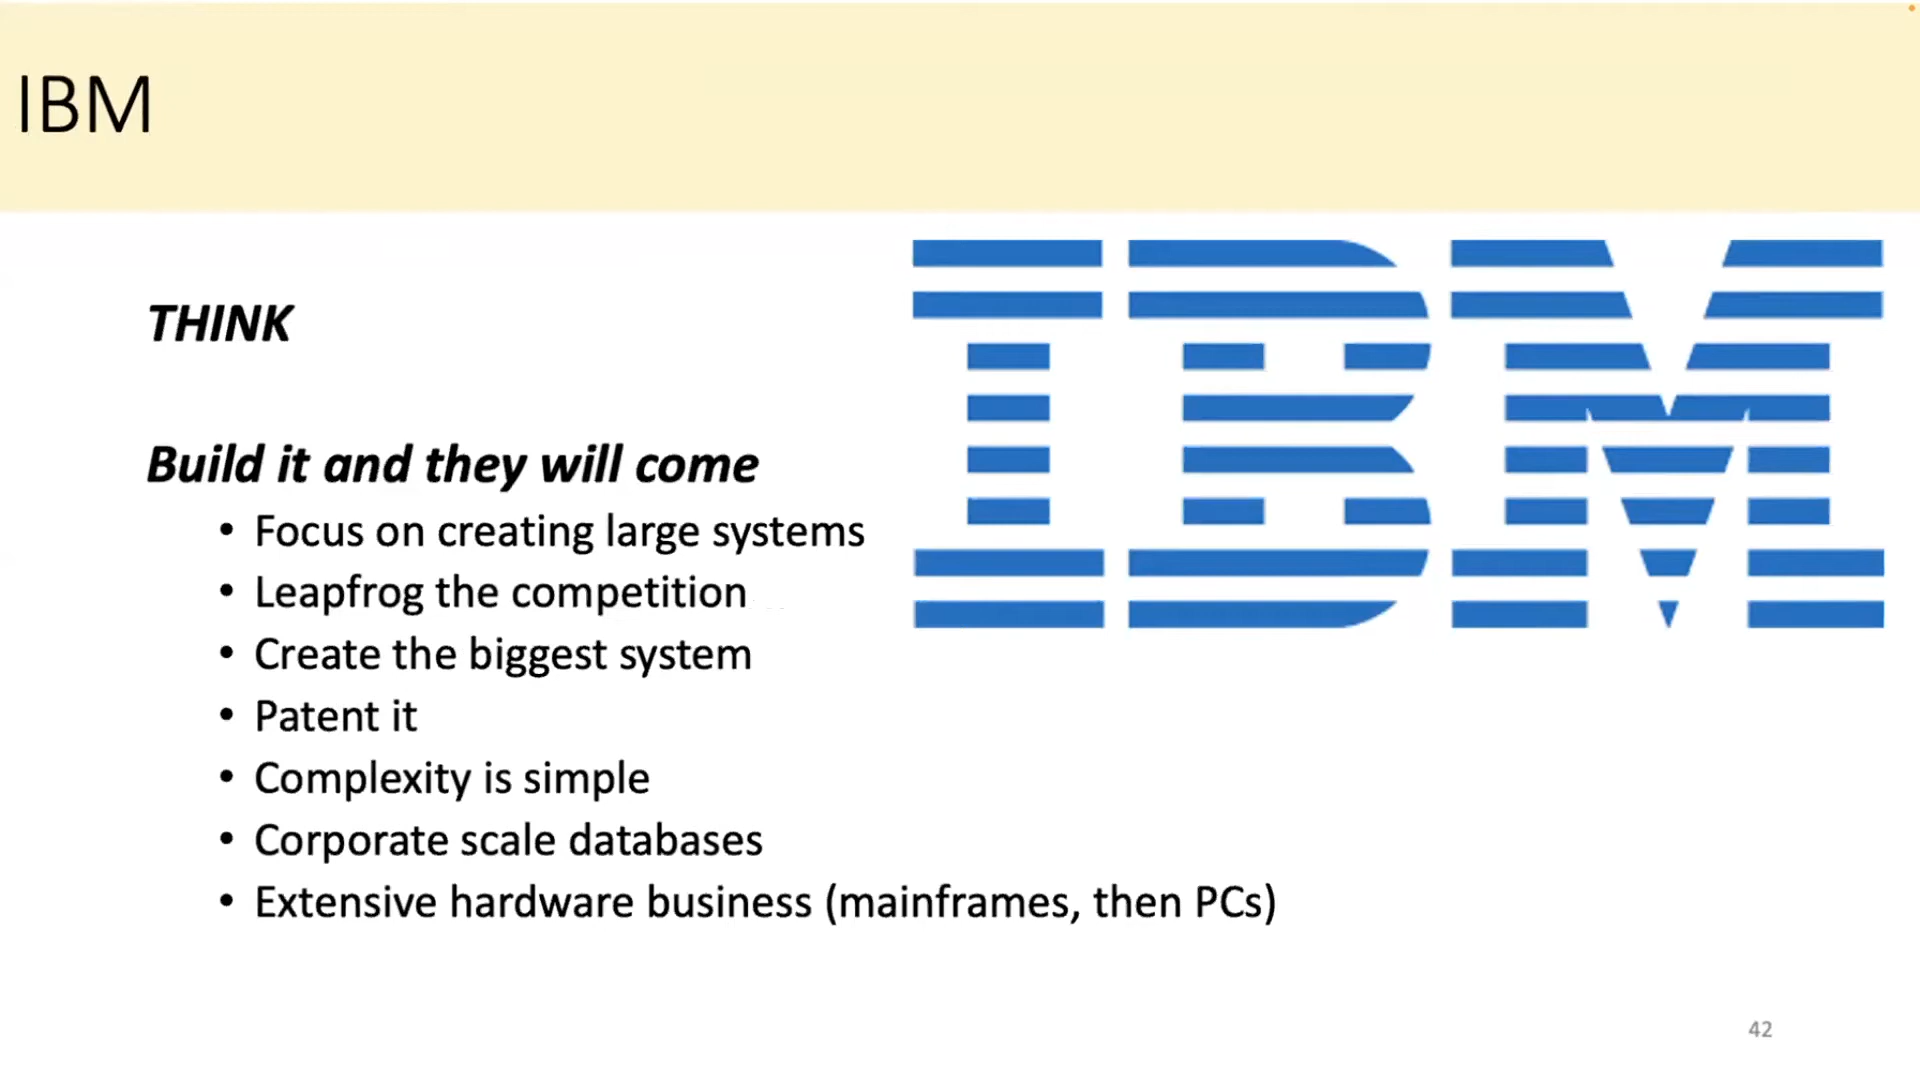 IBM
IBM
THINK
Build it and they will come
• Focus on creating large systems
• Leapfrog the competition
• Create the biggest system
• Patent it
• Complexity is simple
• Corporate scale databases
• Extensive hardware business (mainframes, then PCs)
42